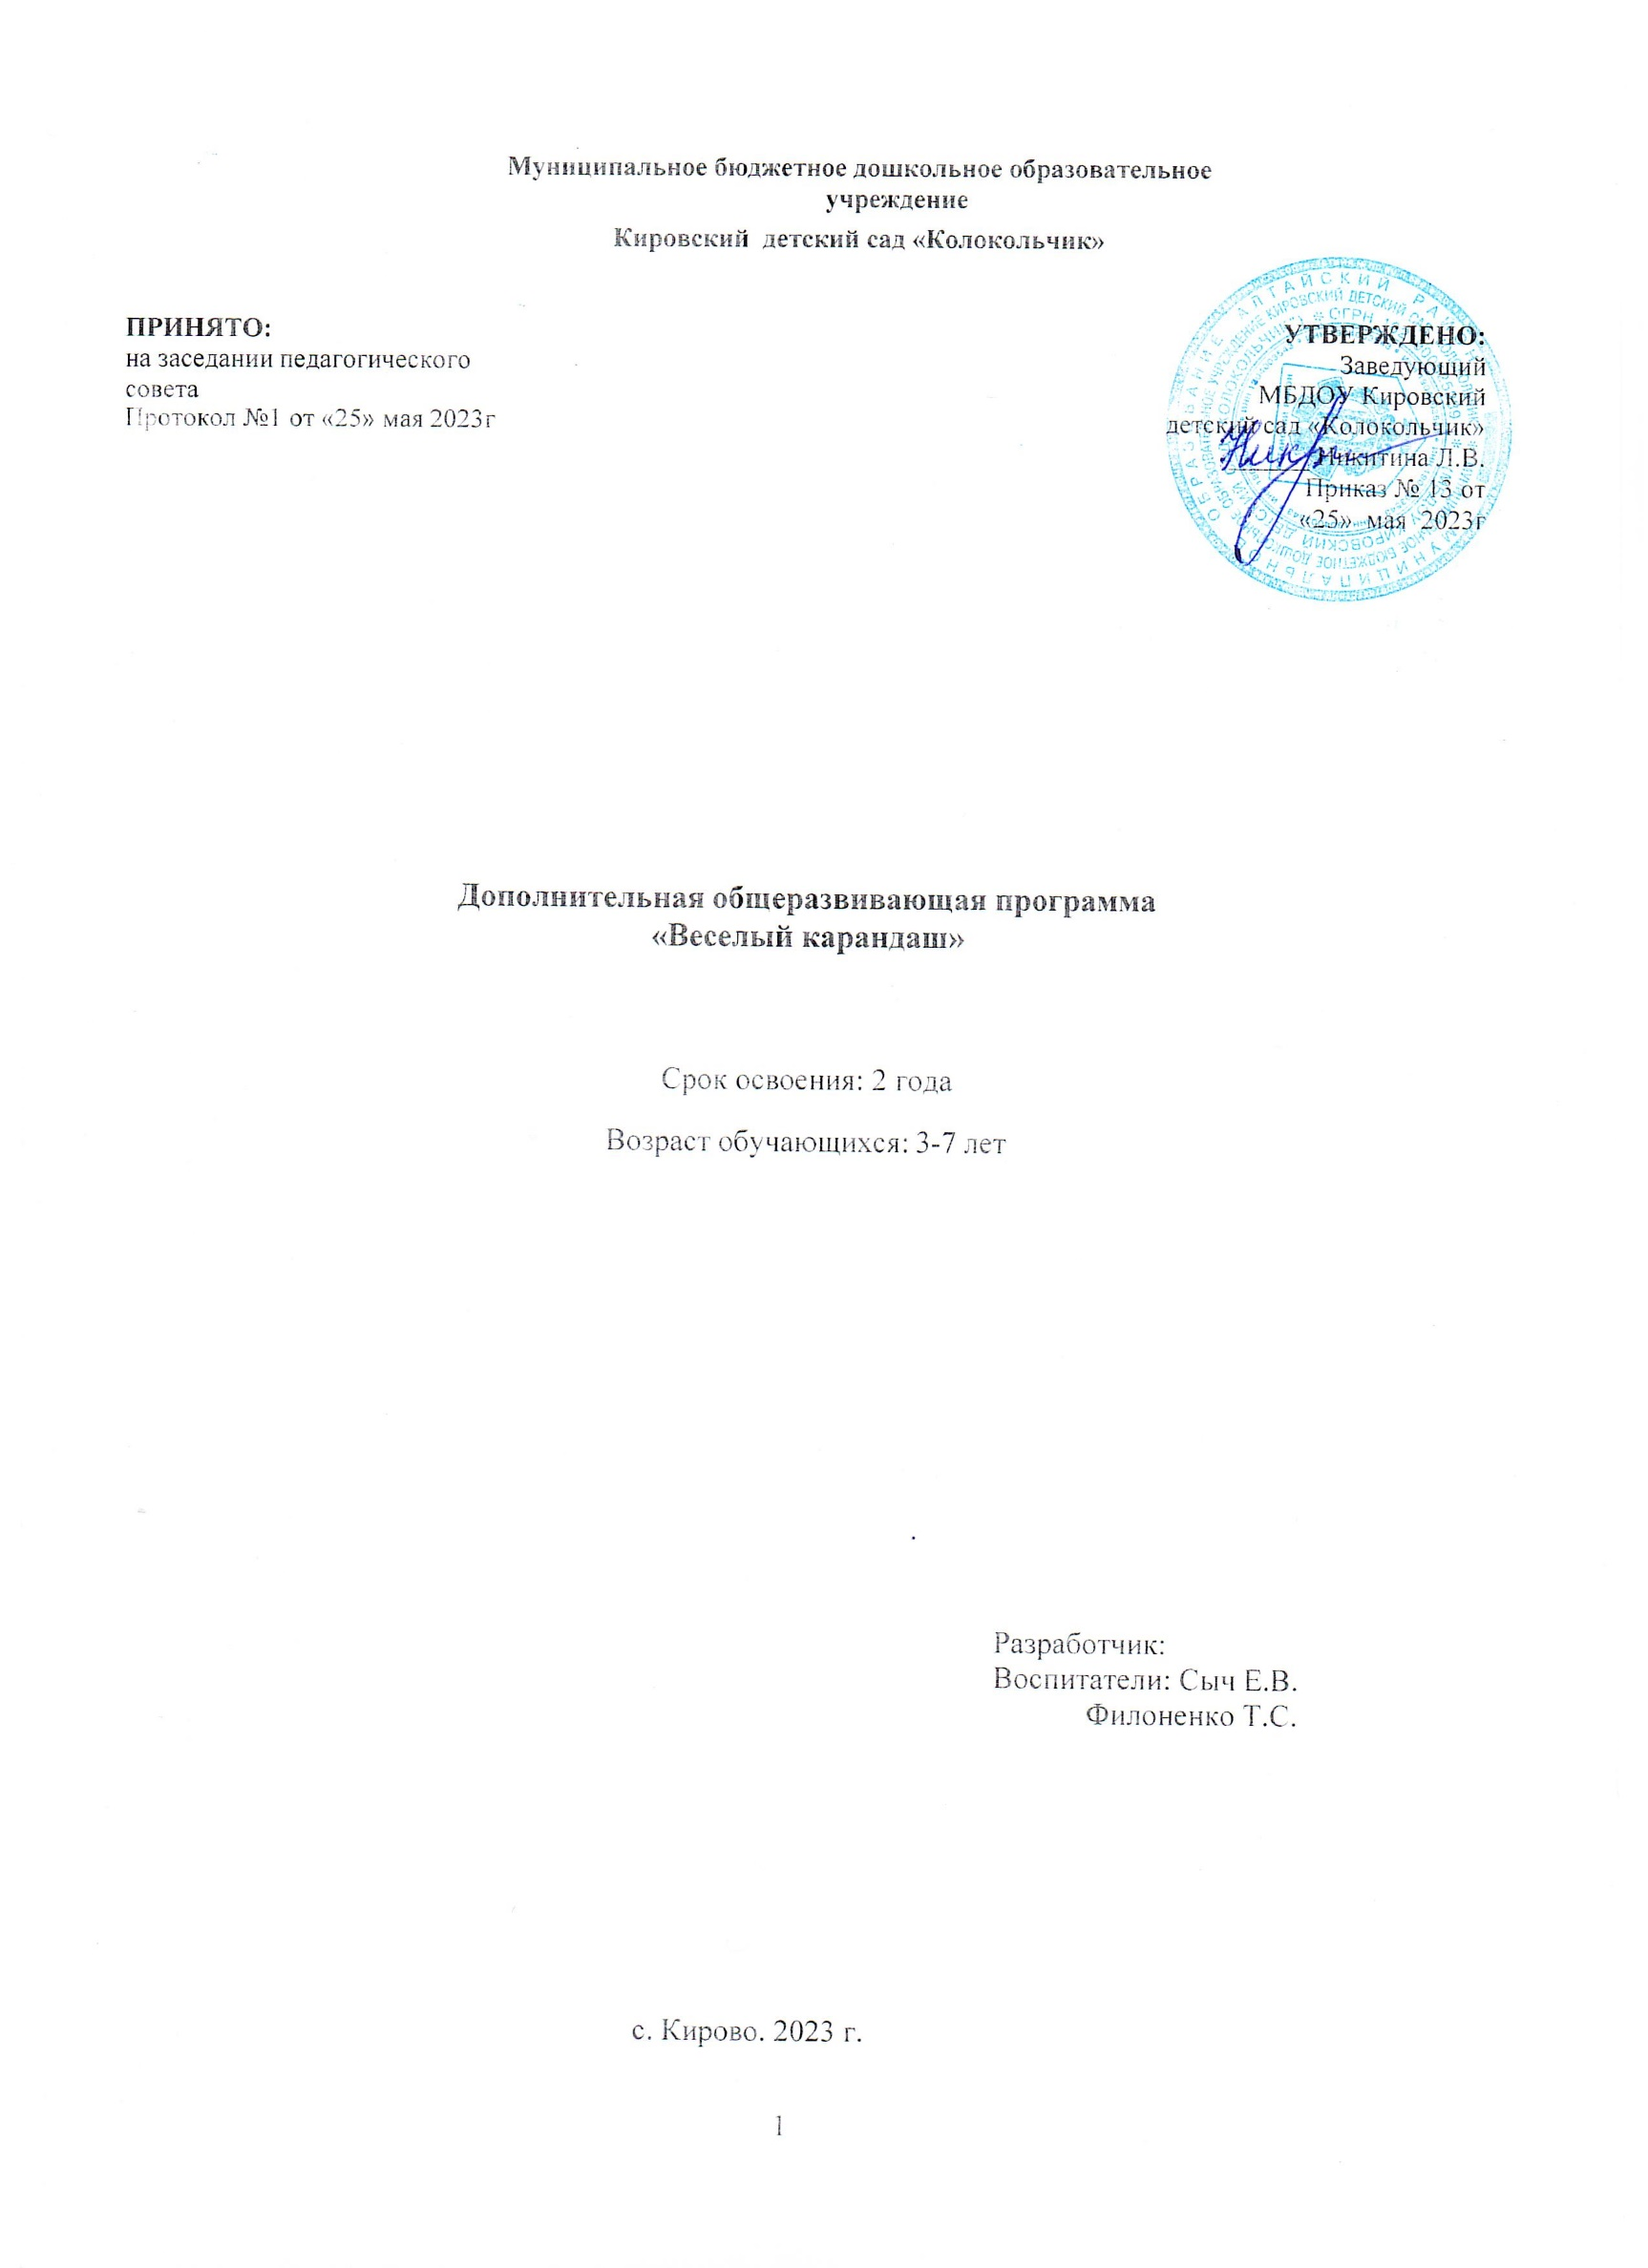 Муниципальное бюджетное дошкольное образовательное
учреждение
Кировский детский сад «Колокольчик»
ПРИНЯТО:
на заседании педагогического
совета
Протокол №1 от «25» мая 2023г
УТВЕРЖДЕНО:
Заведующий
МБДОУ Кировский
детский сад «Колокольчик»
Никитина Л.В.
Приказ № 13 от
«25» мая 2023г
Дополнительная общеразвивающая программа
«Веселый карандаш»
Срок освоения: 2 года
Возраст обучающихся: 3-7 лет
Разработчик:
Воспитатели: Сыч Е.В.
Филоненко Т.С.
с. Кирово. 2023 г.
1